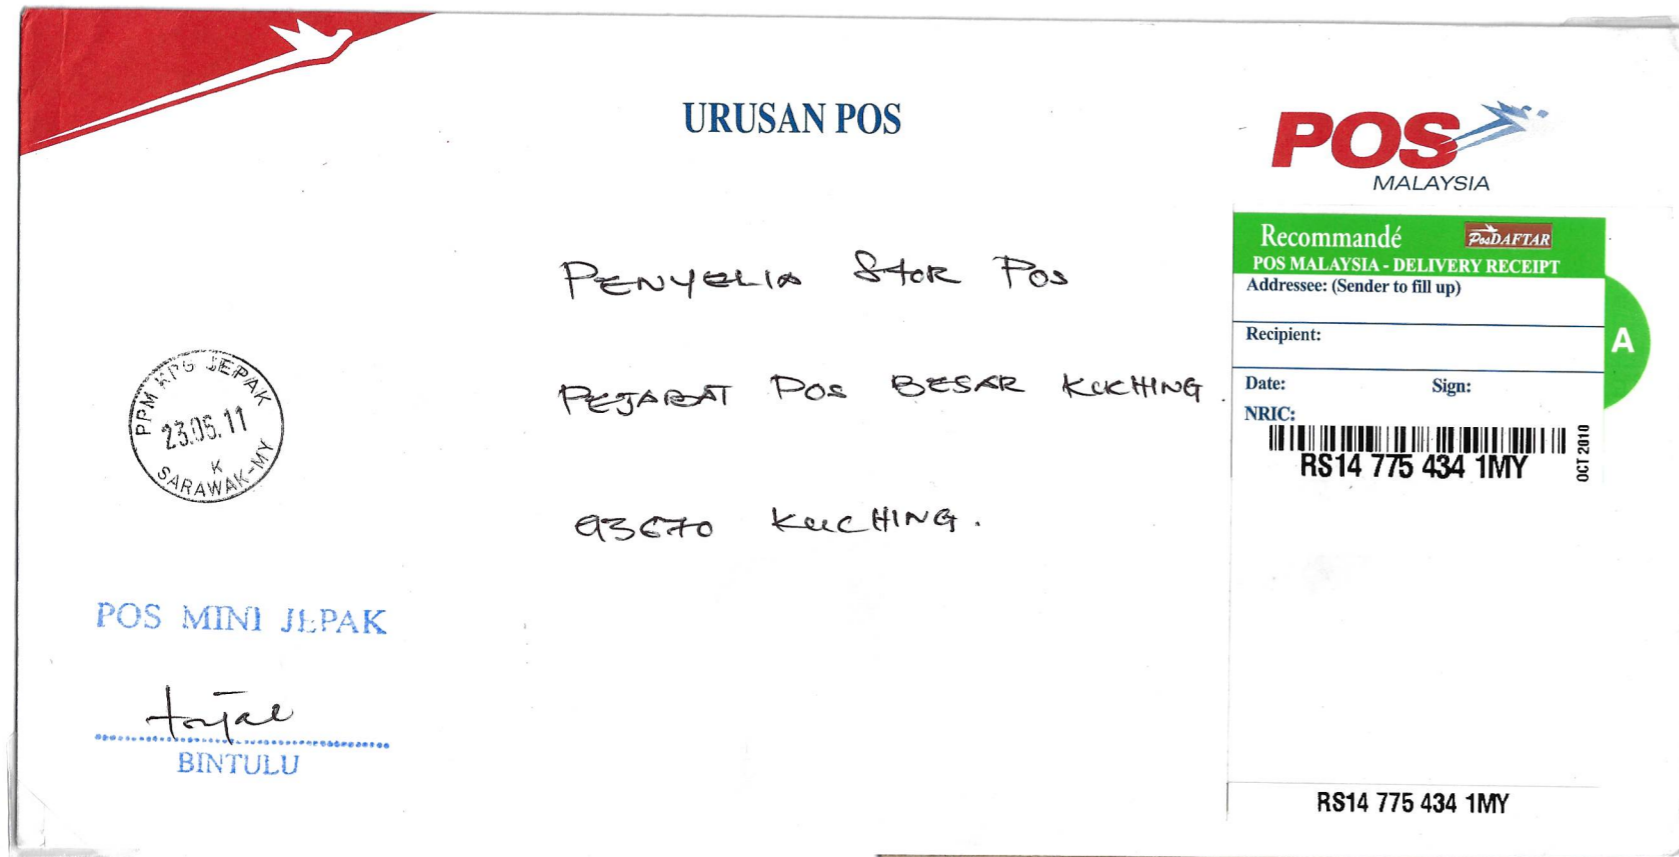 URUSAN POS
POS
MALAYSIA
Recommandé
PosDAFTAR
POS MALAYSIA - DELIVERY RECEIPT
Addressee: (Sender to fill up)
Recipient:
A
Date: Sign:
NRIC:
RS14 775 434 1MY
OCT 2010
PENYELIA STOR POS
PEJABAT POS BESAR KUCHING.
93670 KUCHING.
PPM KPG JEPAK
23.05.11
K
SARAWAK-MY
POS MINI JEPAK
BINTULU
RS14 775 434 1MY